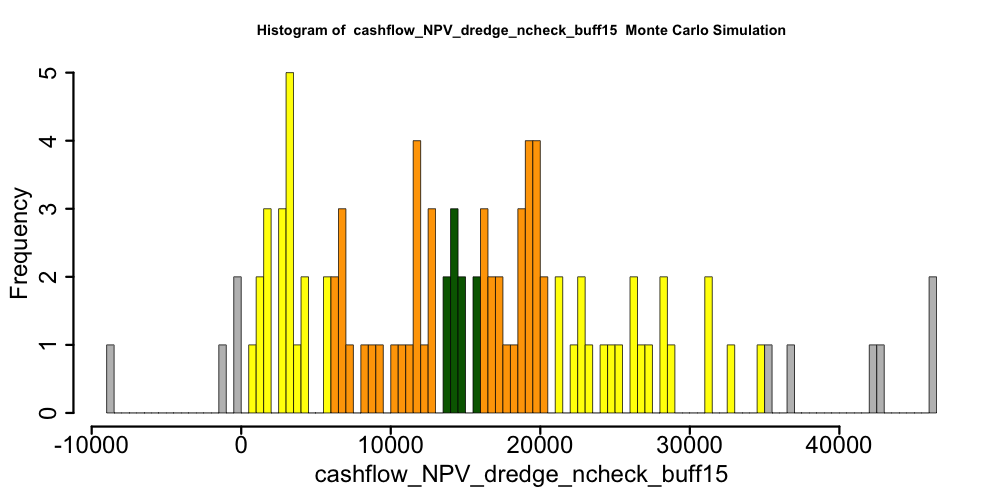 Histogram of  cashflow_NPV_dredge_ncheck_buff15  Monte Carlo Simulation
5
4
3
2
1
0
Frequency
-10000 0 10000 20000 30000 40000
cashflow_NPV_dredge_ncheck_buff15